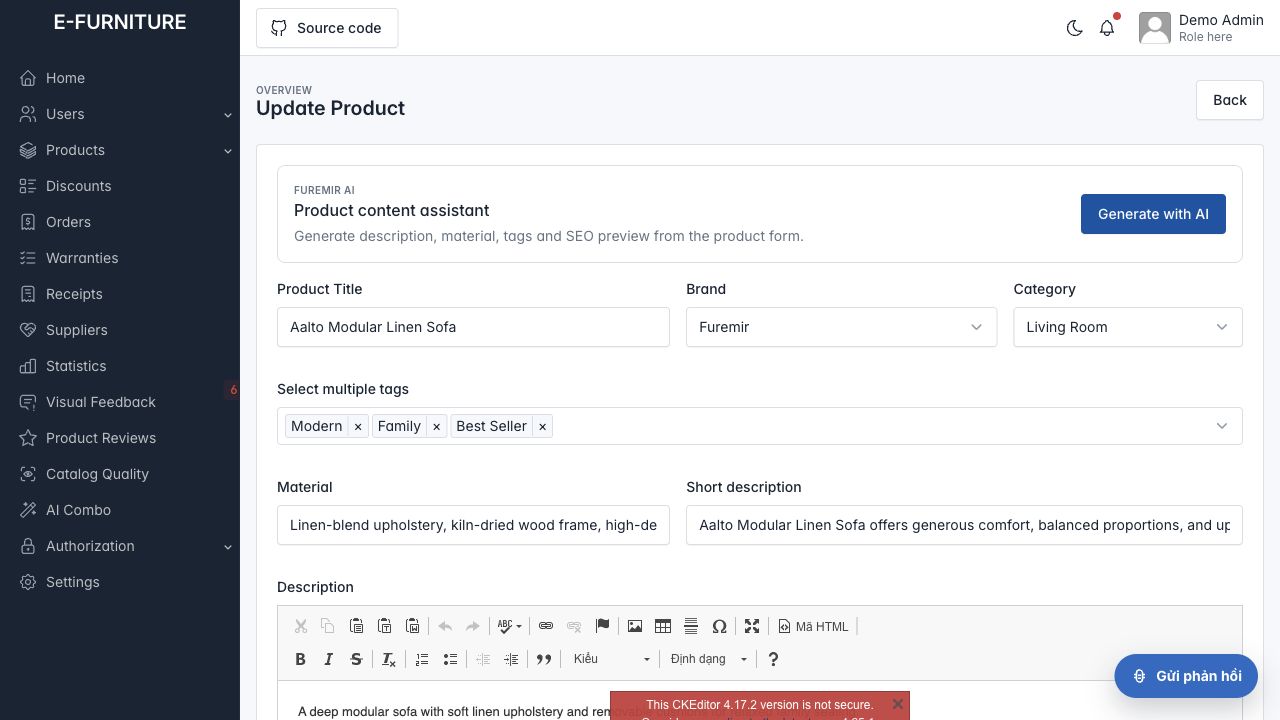 E-FURNITURE
Source code
Demo Admin
Role here
Home
Users
Products
Discounts
Orders
Warranties
Receipts
Suppliers
Statistics
6
Visual Feedback
Product Reviews
Catalog Quality
AI Combo
Authorization
Settings
OVERVIEW
Update Product
Back
FUREMIR AI
Product content assistant
Generate description, material, tags and SEO preview from the product form.
Generate with AI
Product Title
Brand
Category
Aalto Modular Linen Sofa
Furemir
Living Room
Select multiple tags
Modern ×
Family ×
Best Seller ×
Material
Short description
Linen-blend upholstery, kiln-dried wood frame, high-de
Aalto Modular Linen Sofa offers generous comfort, balanced proportions, and up
Description
ABC
Mã HTML
Kiểu
Định dạng
Gửi phản hồi
This CKEditor 4.17.2 version is not secure.
A deep modular sofa with soft linen upholstery and